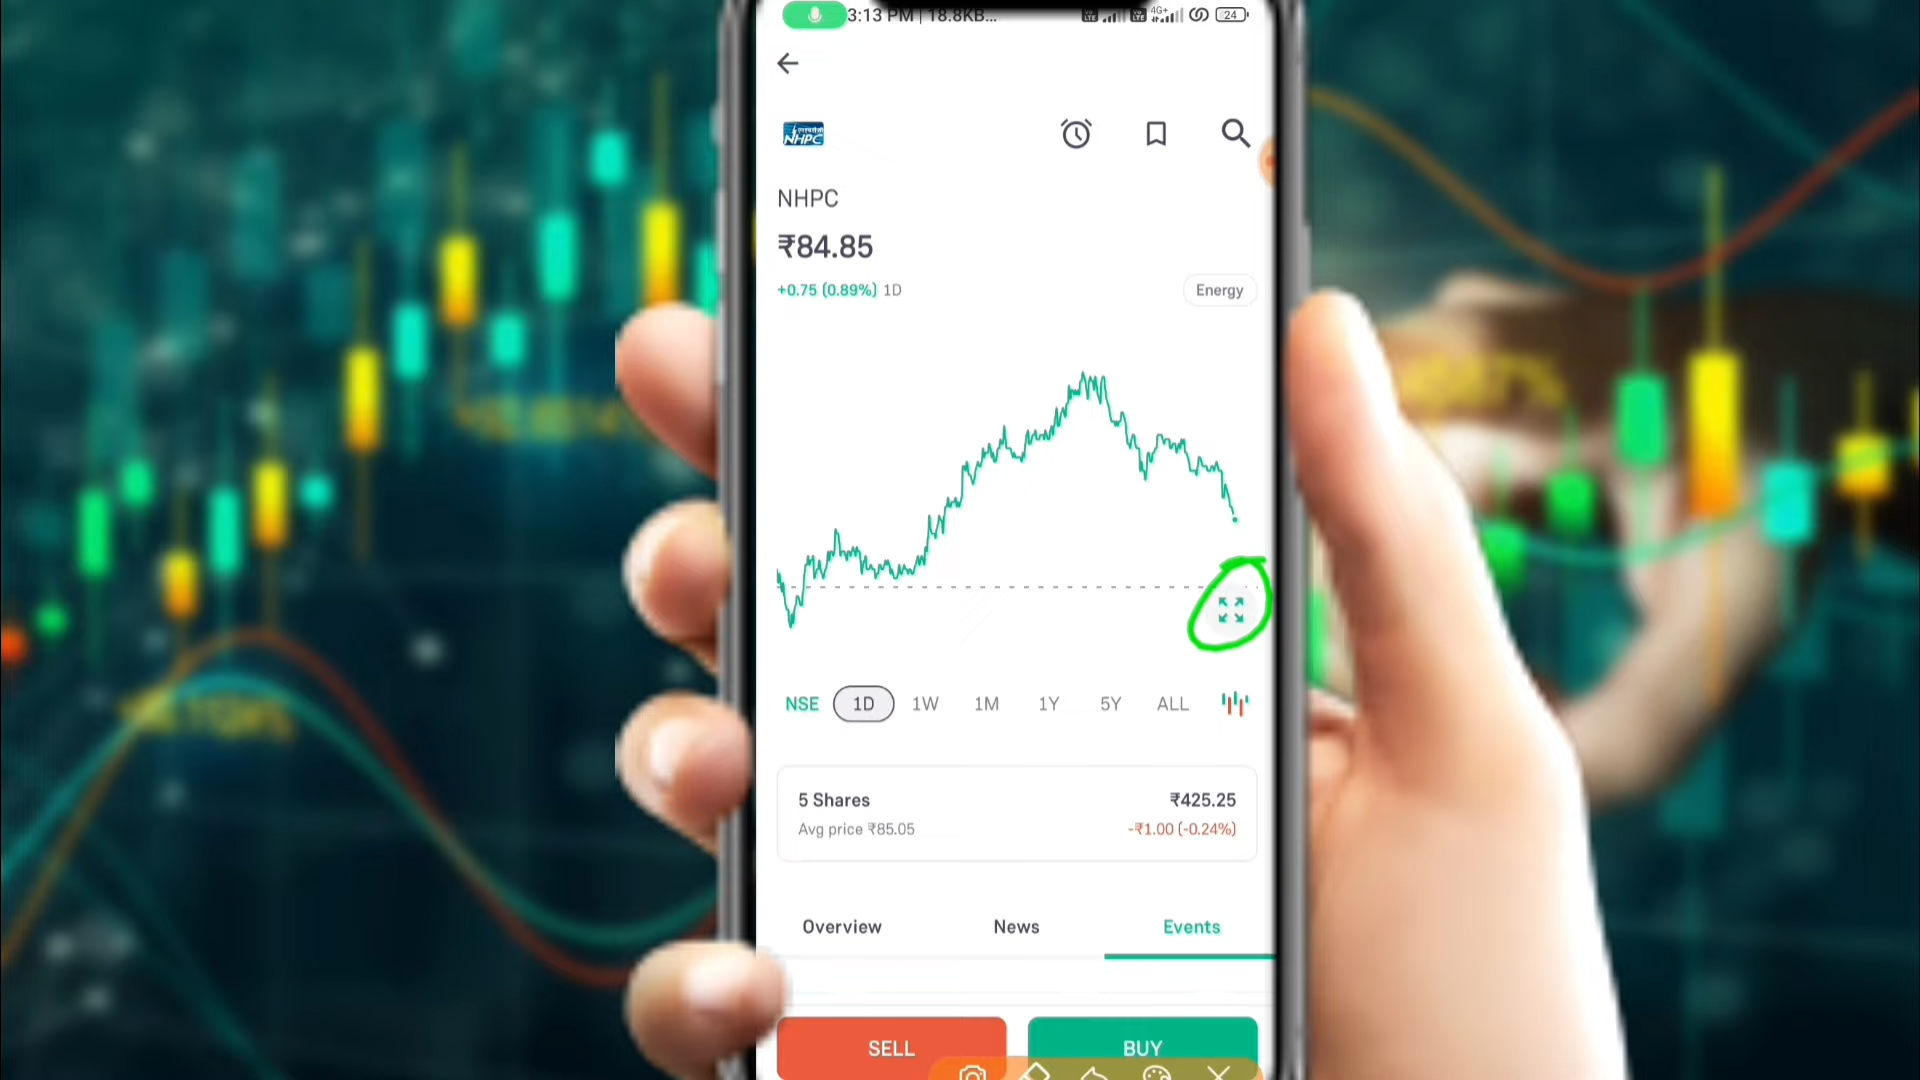 3:13 PM | 18.8KB...
4G+
24
NHPC
NHPC
₹84.85
+0.75 (0.89%) 1D
Energy
NSE 1D 1W 1M 1Y 5Y ALL
5 Shares ₹425.25
Avg price ₹85.05 -₹1.00 (-0.24%)
Overview News Events
SELL BUY